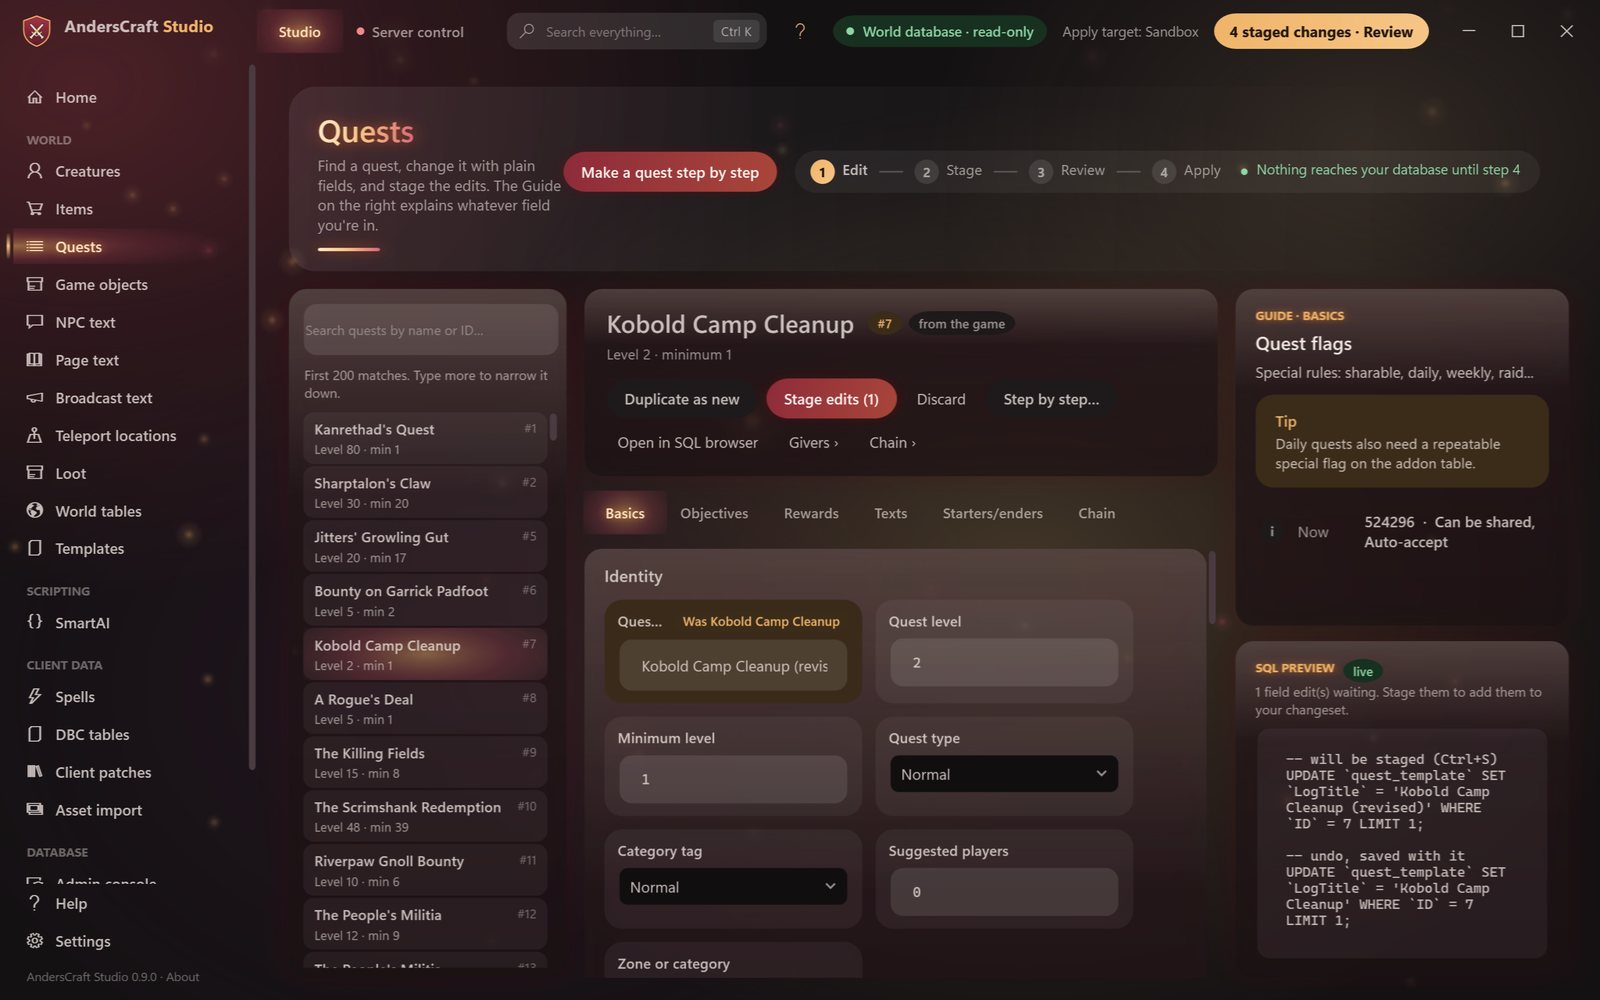 AndersCraft Studio
Studio
Server control
Search everything...
Ctrl K
?
World database · read-only
Apply target: Sandbox
4 staged changes · Review
Home
WORLD
Creatures
Items
Quests
Game objects
NPC text
Page text
Broadcast text
Teleport locations
Loot
World tables
Templates
SCRIPTING
SmartAI
CLIENT DATA
Spells
DBC tables
Client patches
Asset import
DATABASE
Admin console
Help
Settings
AndersCraft Studio 0.9.0 · About
Quests
Find a quest, change it with plain
fields, and stage the edits. The Guide
on the right explains whatever field
you're in.
Make a quest step by step
1 Edit
2 Stage
3 Review
4 Apply
Nothing reaches your database until step 4
Search quests by name or ID...
First 200 matches. Type more to narrow it
down.
Kanrethad's Quest #1
Level 80 · min 1
Sharptalon's Claw #2
Level 30 · min 20
Jitters' Growling Gut #5
Level 20 · min 17
Bounty on Garrick Padfoot #6
Level 5 · min 2
Kobold Camp Cleanup #7
Level 2 · min 1
A Rogue's Deal #8
Level 5 · min 1
The Killing Fields #9
Level 15 · min 8
The Scrimshank Redemption #10
Level 48 · min 39
Riverpaw Gnoll Bounty #11
Level 10 · min 6
The People's Militia #12
Level 12 · min 9
The People's Militia #13
Kobold Camp Cleanup #7 from the game
Level 2 · minimum 1
Duplicate as new
Stage edits (1)
Discard
Step by step...
Open in SQL browser
Givers ›
Chain ›
Basics
Objectives
Rewards
Texts
Starters/enders
Chain
Identity
Ques... Was Kobold Camp Cleanup
Kobold Camp Cleanup (revis
Quest level
2
Minimum level
1
Quest type
Normal
Category tag
Normal
Suggested players
0
Zone or category
GUIDE · BASICS
Quest flags
Special rules: sharable, daily, weekly, raid...
Tip
Daily quests also need a repeatable
special flag on the addon table.
i Now
524296 · Can be shared,
Auto-accept
SQL PREVIEW live
1 field edit(s) waiting. Stage them to add them to
your changeset.
-- will be staged (Ctrl+S)
UPDATE `quest_template` SET
`LogTitle` = 'Kobold Camp
Cleanup (revised)' WHERE
`ID` = 7 LIMIT 1;
-- undo, saved with it
UPDATE `quest_template` SET
`LogTitle` = 'Kobold Camp
Cleanup' WHERE `ID` = 7
LIMIT 1;